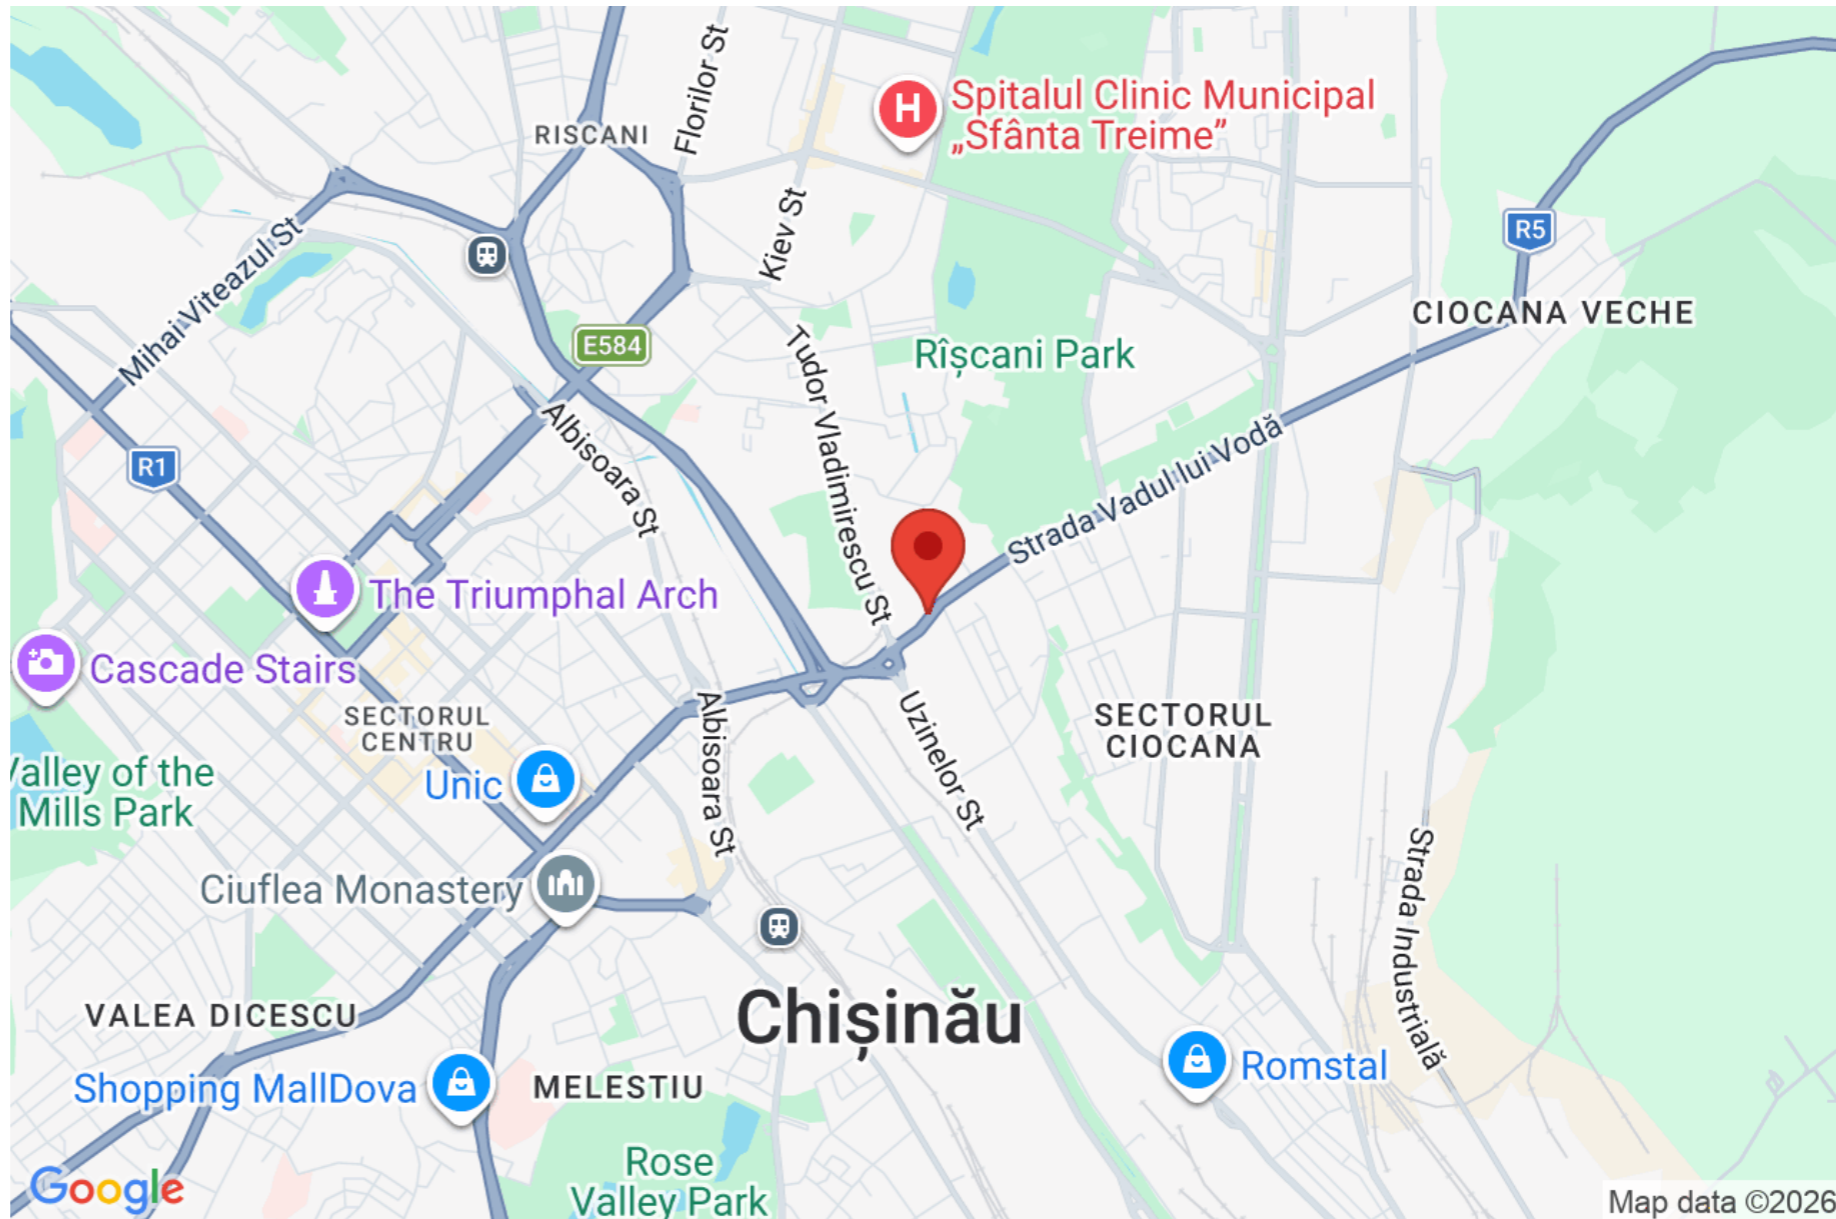 Florilor St
RISCANI
H
Spitalul Clinic Municipal
„Sfânta Treime”
Kiev St
Mihai Viteazul St
R5
CIOCANA VECHE
E584
Rîșcani Park
Tudor Vladimirescu St
Albisoara St
R1
Strada Vadul lui Vodă
The Triumphal Arch
Cascade Stairs
SECTORUL
CENTRU
Albisoara St
Uzinelor St
SECTORUL
CIOCANA
Valley of the
Mills Park
Unic
Strada Industrială
Ciuflea Monastery
VALEA DICESCU
Chișinău
Shopping MallDova
MELESTIU
Romstal
Rose
Valley Park
Google
Map data ©2026